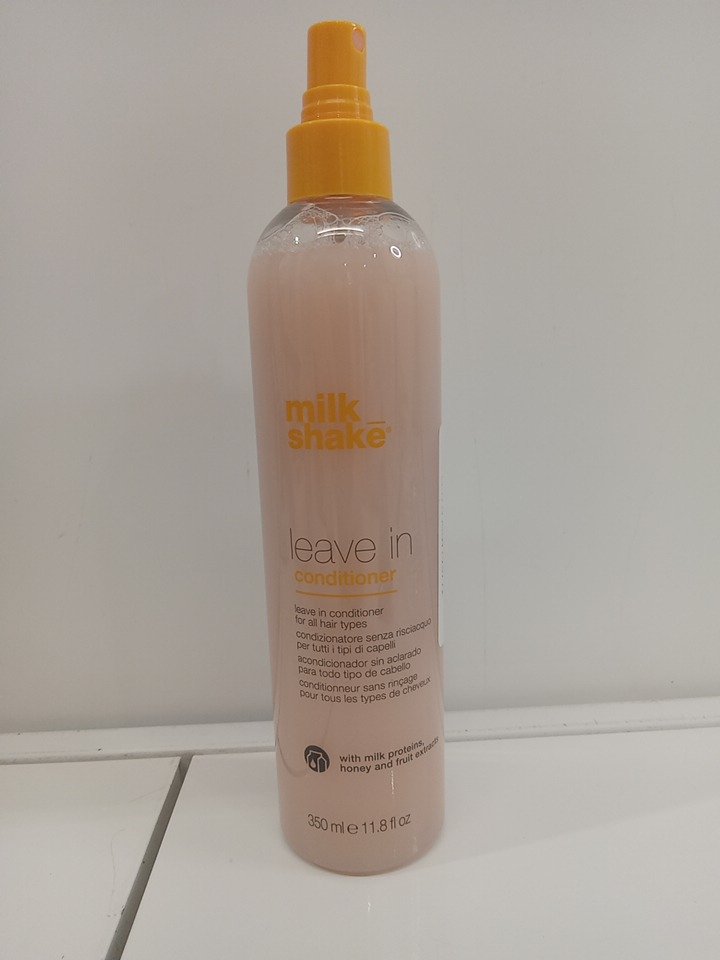 milk
shakē®
leave in
conditioner
leave in conditioner
for all hair types
condizionatore senza risciacquo
per tutti i tipi di capelli
acondicionador sin aclarado
para todo tipo de cabello
conditionneur sans rinçage
pour tous les types de cheveux
with milk proteins,
honey and fruit extracts
350 ml e 11.8 fl oz